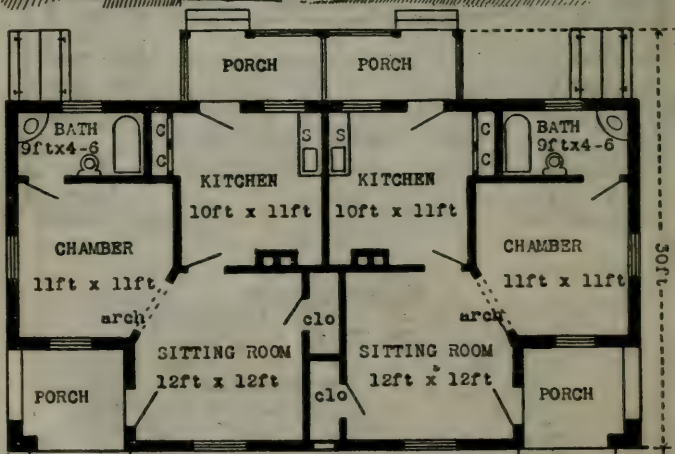 PORCH
PORCH
BATH
9ftx4-6
C
C
S
S
C
C
BATH
9ftx4-6
KITCHEN
10ft x 11ft
KITCHEN
10ft x 11ft
CHAMBER
11ft x 11ft
CHAMBER
11ft x 11ft
30ft
arch
clo
arch
SITTING ROOM
12ft x 12ft
SITTING ROOM
12ft x 12ft
PORCH
clo
PORCH